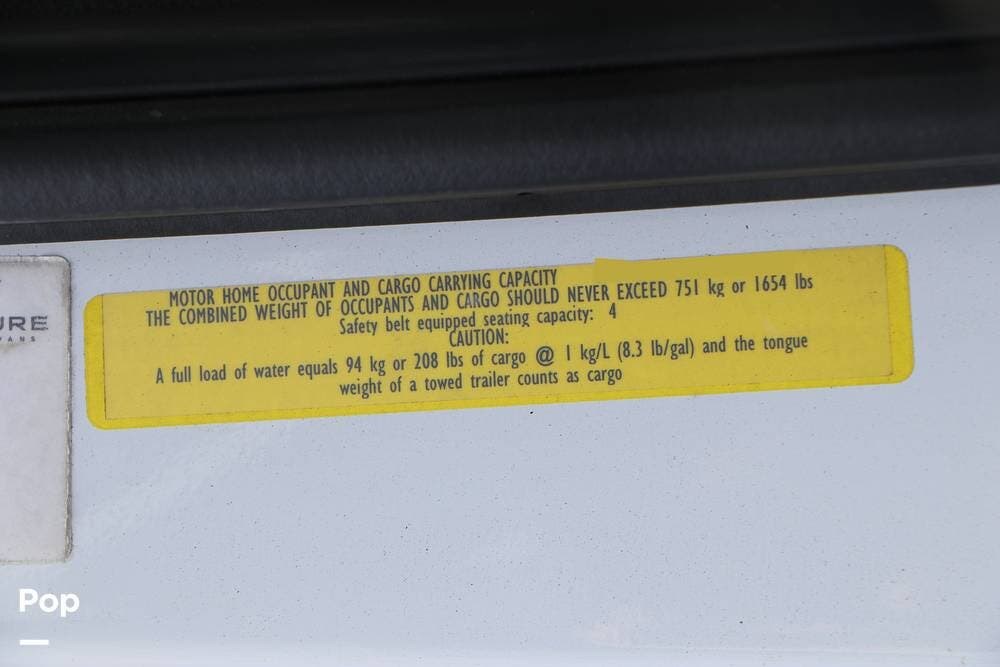 MOTOR HOME OCCUPANT AND CARGO CARRYING CAPACITY
THE COMBINED WEIGHT OF OCCUPANTS AND CARGO SHOULD NEVER EXCEED 751 kg or 1654 lbs
Safety belt equipped seating capacity: 4
CAUTION:
A full load of water equals 94 kg or 208 lbs of cargo @ 1 kg/L (8.3 lb/gal) and the tongue
weight of a towed trailer counts as cargo
URE
VANS
Pop